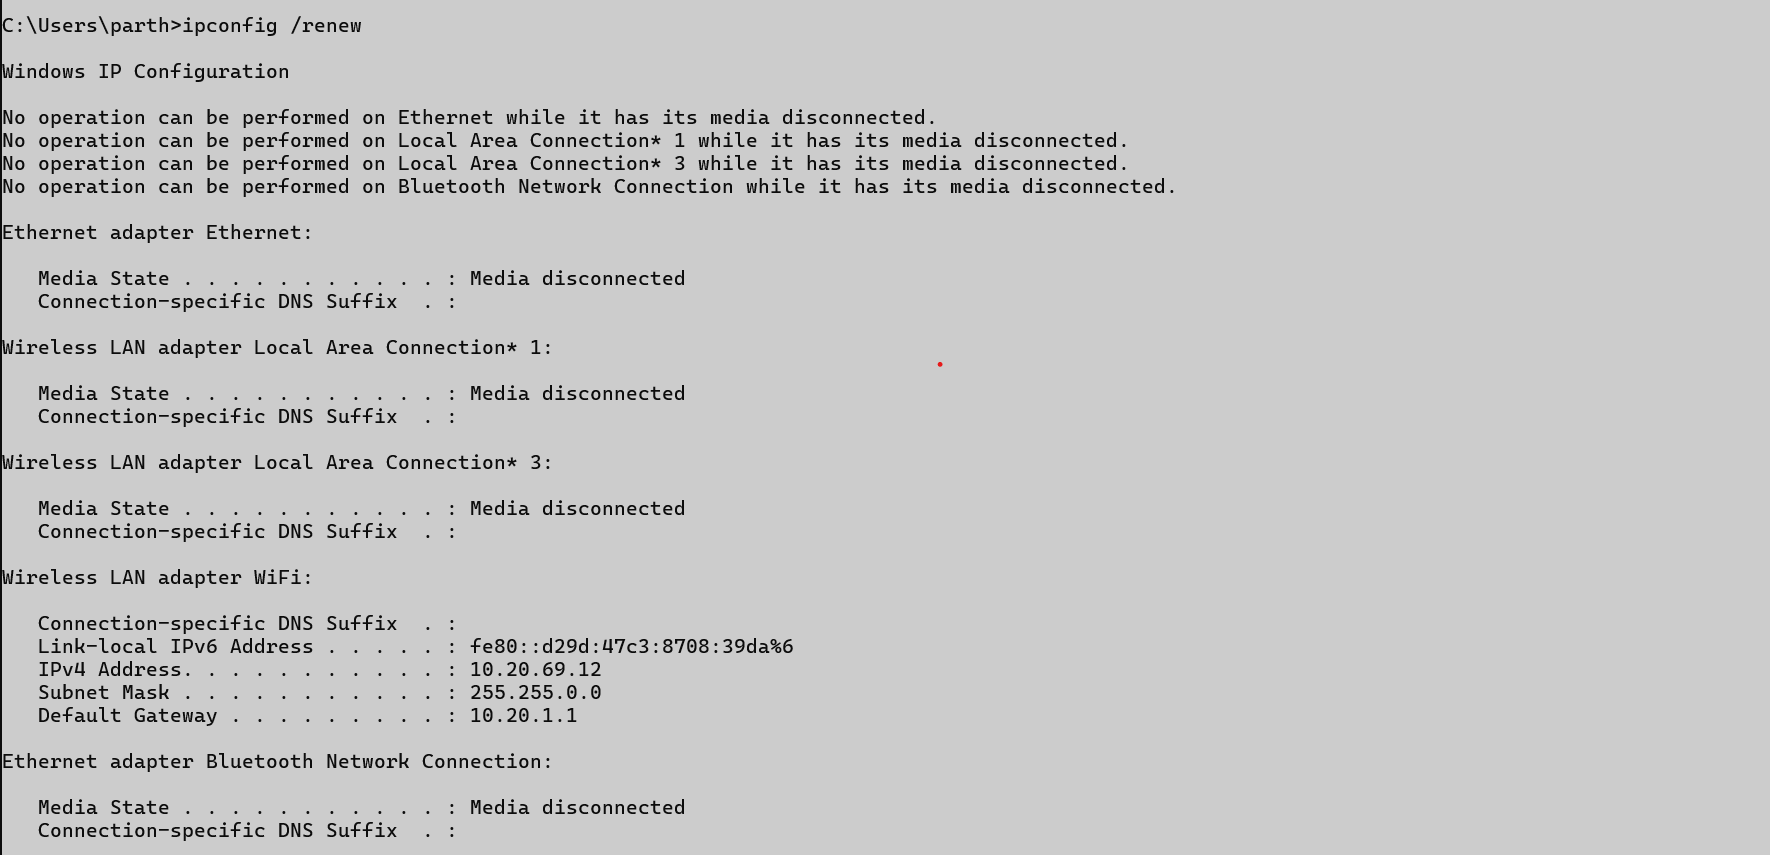 C:\Users\parth>ipconfig /renew
Windows IP Configuration
No operation can be performed on Ethernet while it has its media disconnected.
No operation can be performed on Local Area Connection* 1 while it has its media disconnected.
No operation can be performed on Local Area Connection* 3 while it has its media disconnected.
No operation can be performed on Bluetooth Network Connection while it has its media disconnected.
Ethernet adapter Ethernet:
   Media State . . . . . . . . . . . : Media disconnected
   Connection-specific DNS Suffix  . :
Wireless LAN adapter Local Area Connection* 1:
   Media State . . . . . . . . . . . : Media disconnected
   Connection-specific DNS Suffix  . :
Wireless LAN adapter Local Area Connection* 3:
   Media State . . . . . . . . . . . : Media disconnected
   Connection-specific DNS Suffix  . :
Wireless LAN adapter WiFi:
   Connection-specific DNS Suffix  . :
   Link-local IPv6 Address . . . . . : fe80::d29d:47c3:8708:39da%6
   IPv4 Address. . . . . . . . . . . : 10.20.69.12
   Subnet Mask . . . . . . . . . . . : 255.255.0.0
   Default Gateway . . . . . . . . . : 10.20.1.1
Ethernet adapter Bluetooth Network Connection:
   Media State . . . . . . . . . . . : Media disconnected
   Connection-specific DNS Suffix  . :